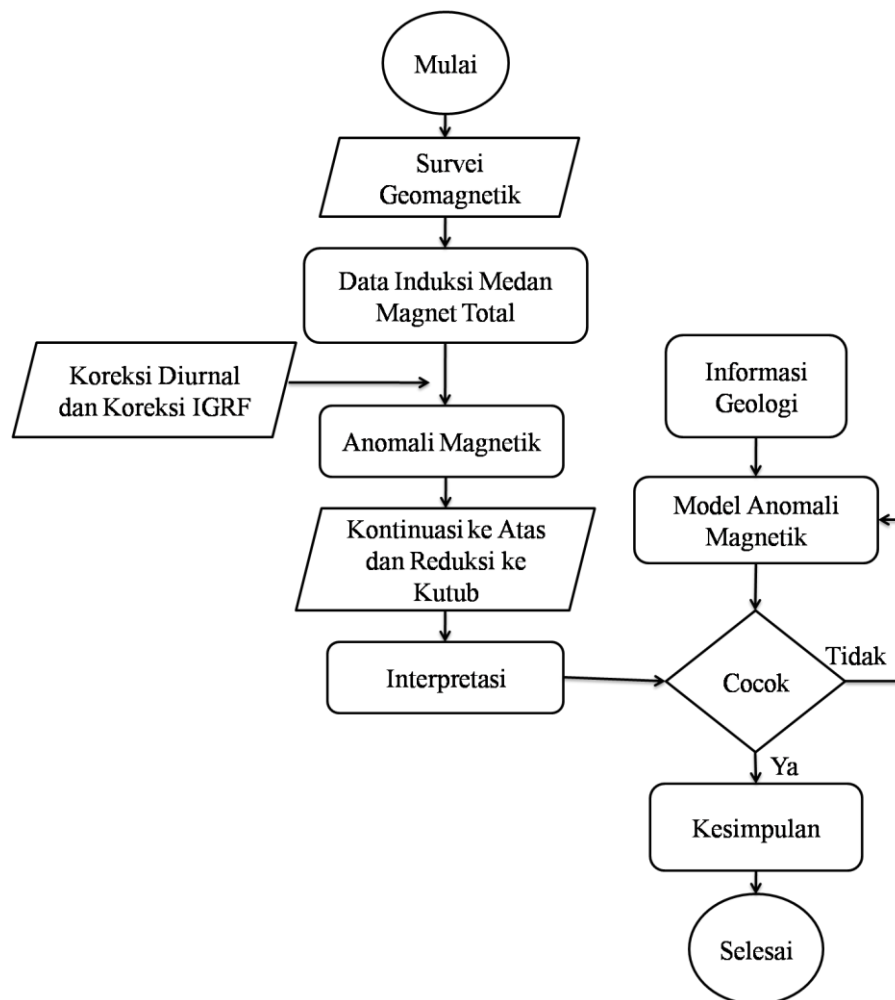 Mulai
Survei
Geomagnetik
Data Induksi Medan
Magnet Total
Koreksi Diurnal
dan Koreksi IGRF
Anomali Magnetik
Kontinuasi ke Atas
dan Reduksi ke
Kutub
Interpretasi
Informasi
Geologi
Model Anomali
Magnetik
Cocok
Tidak
Ya
Kesimpulan
Selesai